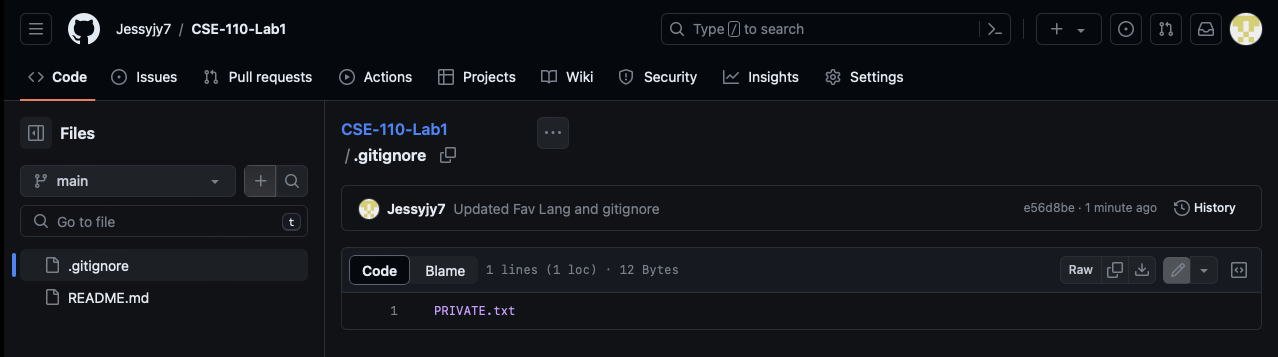 Jessyjy7 / CSE-110-Lab1 Type / to search
Code Issues Pull requests Actions Projects Wiki Security Insights Settings
Files
main
Go to file t
.gitignore
README.md
CSE-110-Lab1 ...
/.gitignore
Jessyjy7 Updated Fav Lang and gitignore e56d8be · 1 minute ago History
Code Blame 1 lines (1 loc) · 12 Bytes Raw
1 PRIVATE.txt